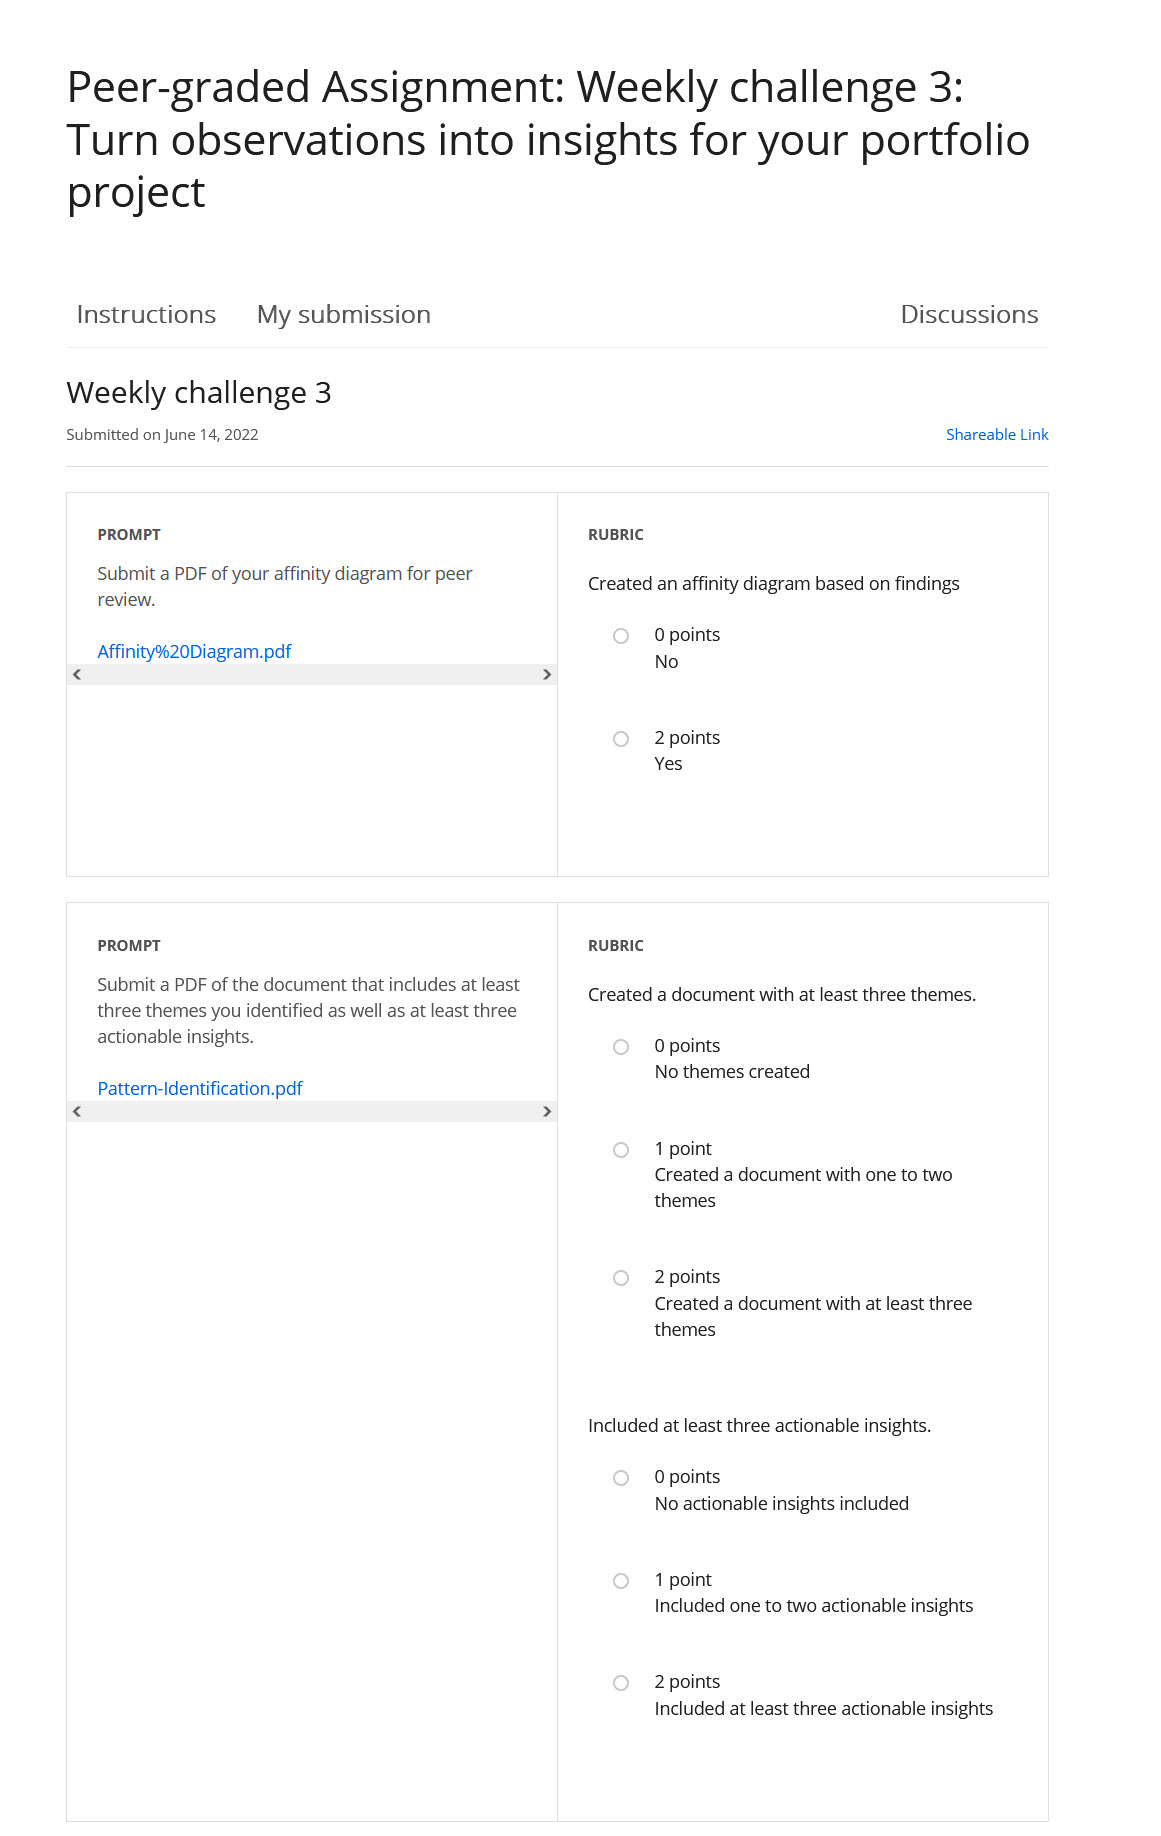 Peer-graded Assignment: Weekly challenge 3:
Turn observations into insights for your portfolio
project
Instructions
My submission
Discussions
Weekly challenge 3
Submitted on June 14, 2022
Shareable Link
PROMPT
Submit a PDF of your affinity diagram for peer
review.
Affinity%20Diagram.pdf
RUBRIC
Created an affinity diagram based on findings
0 points
No
2 points
Yes
PROMPT
Submit a PDF of the document that includes at least
three themes you identified as well as at least three
actionable insights.
Pattern-Identification.pdf
RUBRIC
Created a document with at least three themes.
0 points
No themes created
1 point
Created a document with one to two
themes
2 points
Created a document with at least three
themes
Included at least three actionable insights.
0 points
No actionable insights included
1 point
Included one to two actionable insights
2 points
Included at least three actionable insights